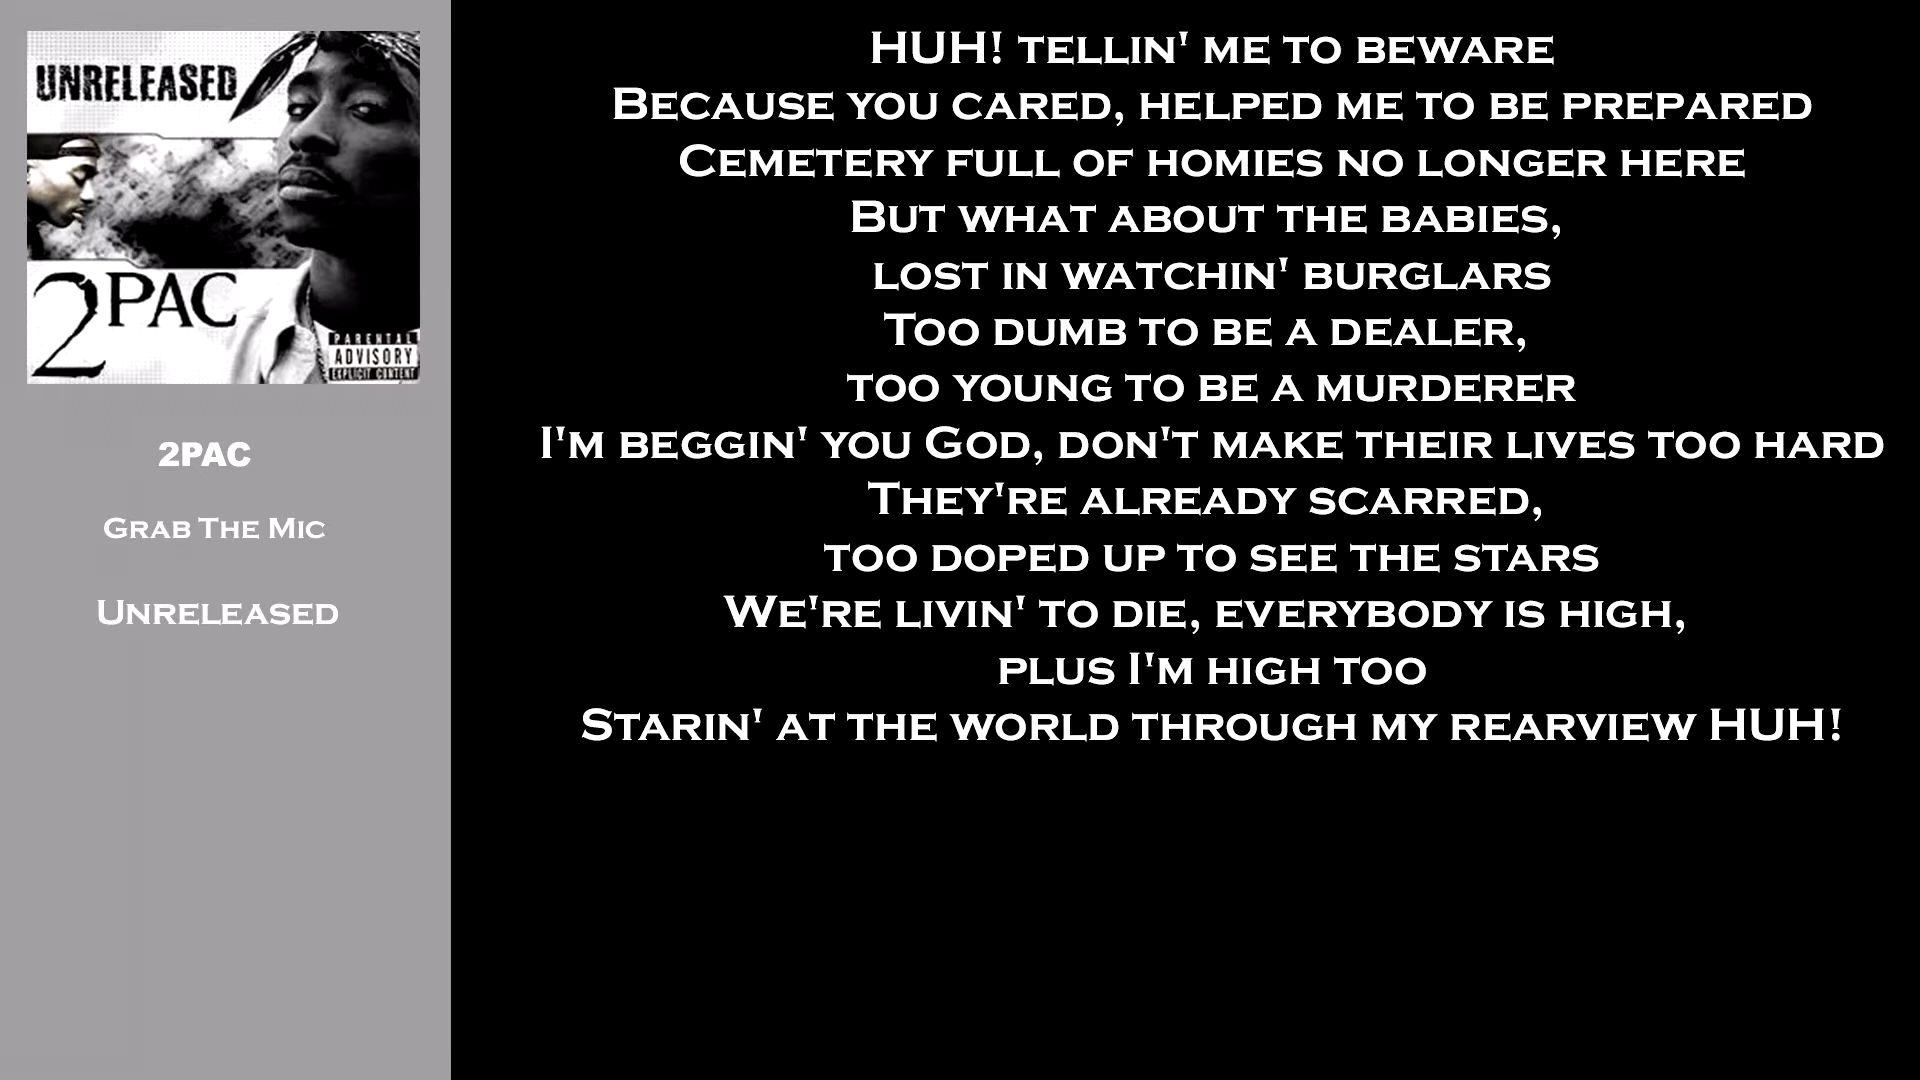 UNRELEASED
2PAC
PARENTAL
ADVISORY
EXPLICIT CONTENT
2PAC
Grab The Mic
Unreleased
HUH! tellin' me to beware
Because you cared, helped me to be prepared
Cemetery full of homies no longer here
But what about the babies,
lost in watchin' burglars
Too dumb to be a dealer,
too young to be a murderer
I'm beggin' you God, don't make their lives too hard
They're already scarred,
too doped up to see the stars
We're livin' to die, everybody is high,
plus I'm high too
Starin' at the world through my rearview HUH!